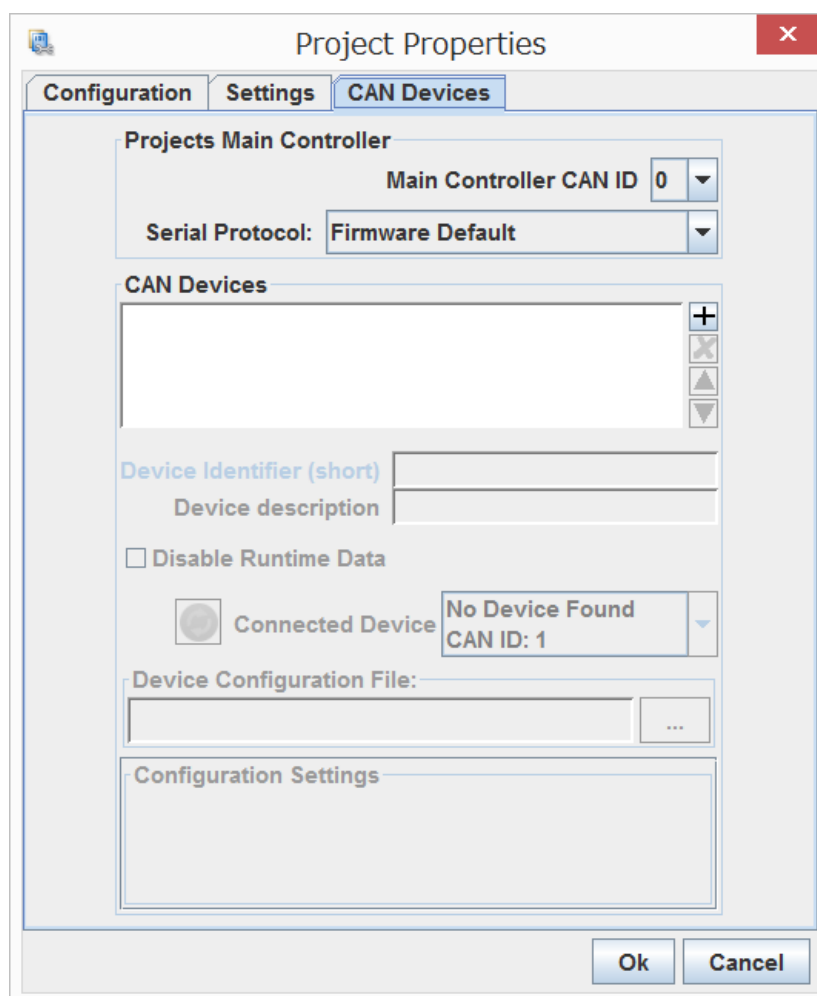 Project Properties
Configuration Settings CAN Devices
Projects Main Controller
Main Controller CAN ID 0
Serial Protocol: Firmware Default
CAN Devices
Device Identifier (short)
Device description
Disable Runtime Data
Connected Device No Device Found
CAN ID: 1
Device Configuration File:
...
Configuration Settings
Ok Cancel